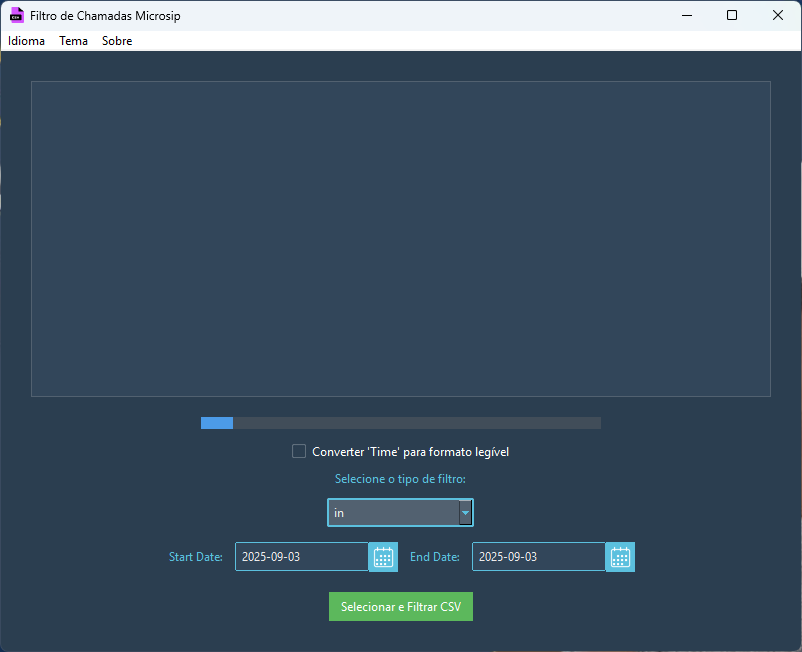 Filtro de Chamadas Microsip
Idioma Tema Sobre
Converter 'Time' para formato legível
Selecione o tipo de filtro:
in
Start Date: 2025-09-03 End Date: 2025-09-03
Selecionar e Filtrar CSV